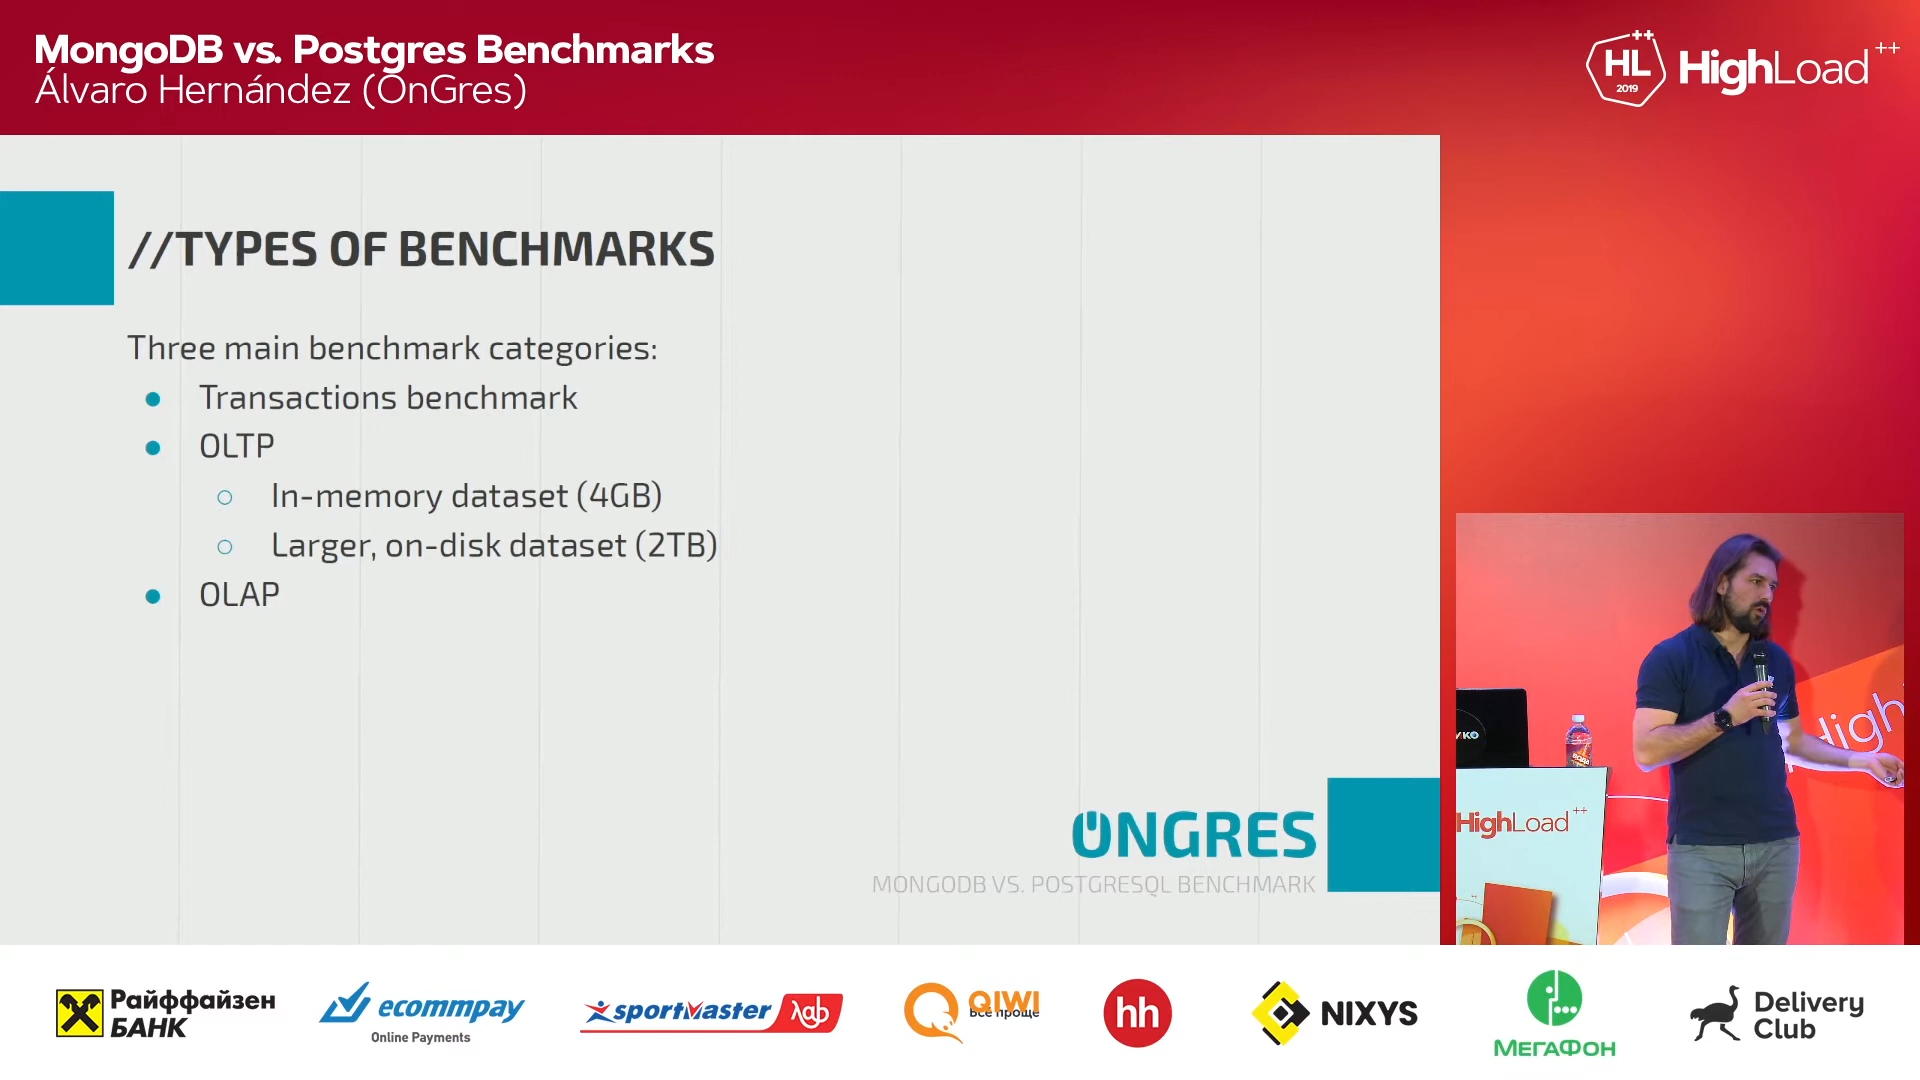 MongoDB vs. Postgres Benchmarks
Álvaro Hernández (OnGres)
HL
2019
HighLoad++
//TYPES OF BENCHMARKS
Three main benchmark categories:
Transactions benchmark
OLTP
In-memory dataset (4GB)
Larger, on-disk dataset (2TB)
OLAP
ONGRES
MONGODB VS. POSTGRESQL BENCHMARK
High
HighLoad++
Райффайзен
БАНК
ecommpay
Online Payments
sportmaster лаб
QIWI
Всё проще
hh
NIXYS
МЕГАФОН
Delivery
Club